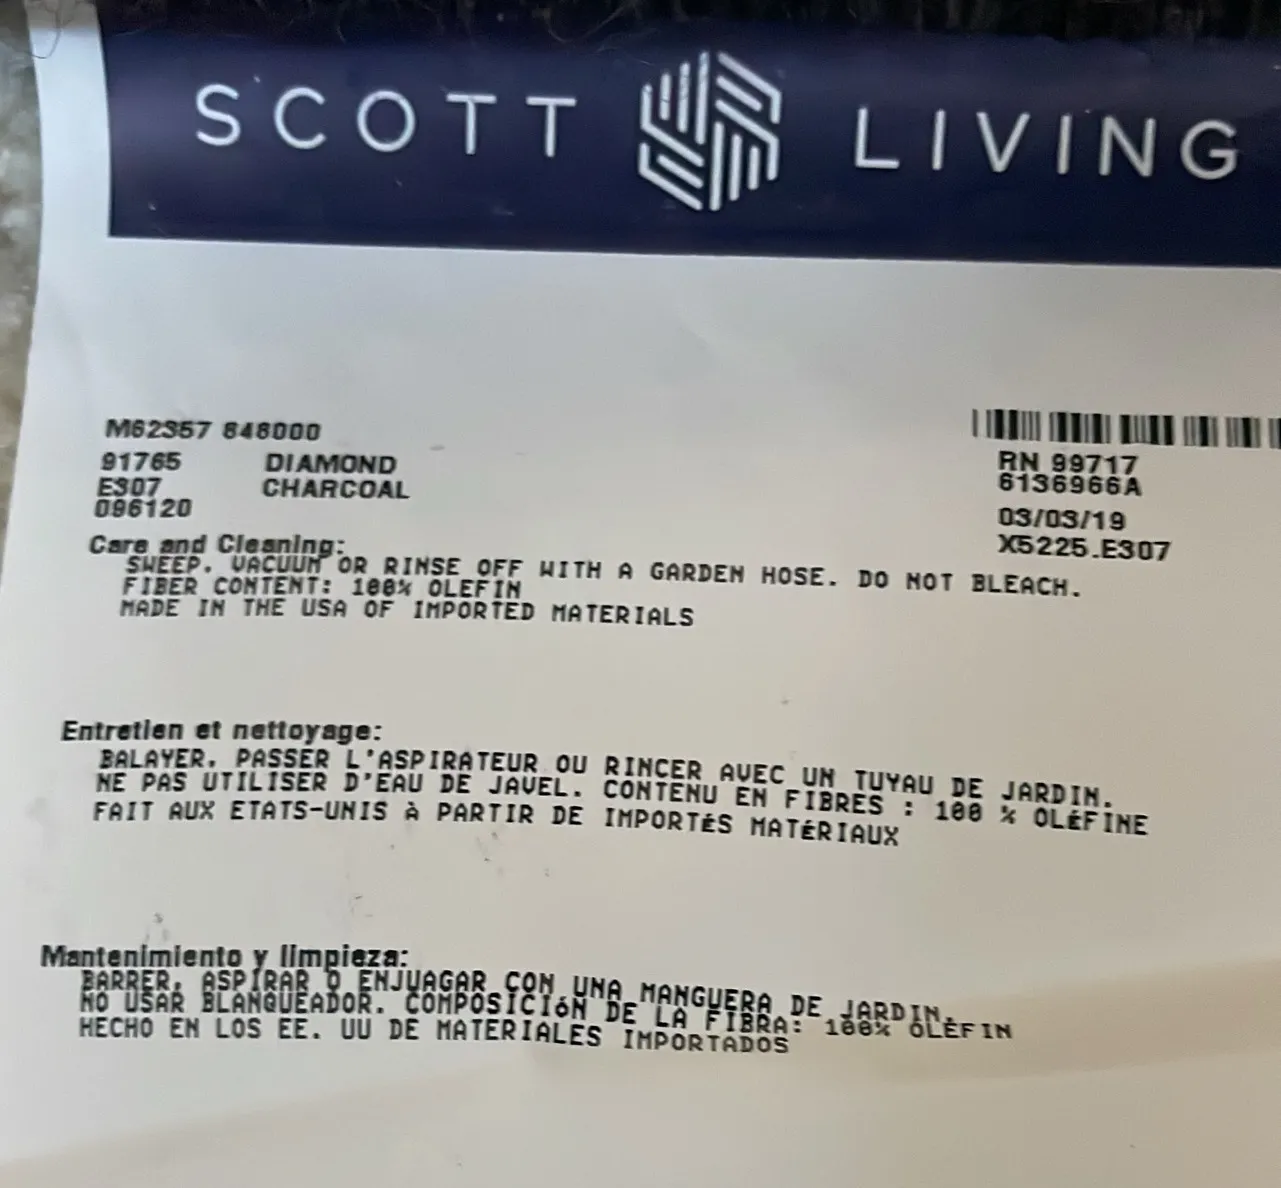 SCOTT LIVING
M62357 848000
91765 DIAMOND
E307 CHARCOAL
096120
RN 99717
6136966A
03/03/19
X5225.E307
Care and Cleaning:
SWEEP. VACUUM OR RINSE OFF WITH A GARDEN HOSE. DO NOT BLEACH.
FIBER CONTENT: 100% OLEFIN
MADE IN THE USA OF IMPORTED MATERIALS
Entretien et nettoyage:
BALAYER. PASSER L'ASPIRATEUR OU RINCER AVEC UN TUYAU DE JARDIN.
NE PAS UTILISER D'EAU DE JAVEL. CONTENU EN FIBRES : 100 % OLÉFINE
FAIT AUX ETATS-UNIS À PARTIR DE IMPORTÉS MATÉRIAUX
Mantenimiento y limpieza:
BARRER. ASPIRAR O ENJUAGAR CON UNA MANGUERA DE JARDIN.
NO USAR BLANQUEADOR. COMPOSICIÓN DE LA FIBRA: 100% OLEFIN
HECHO EN LOS EE. UU DE MATERIALES IMPORTADOS